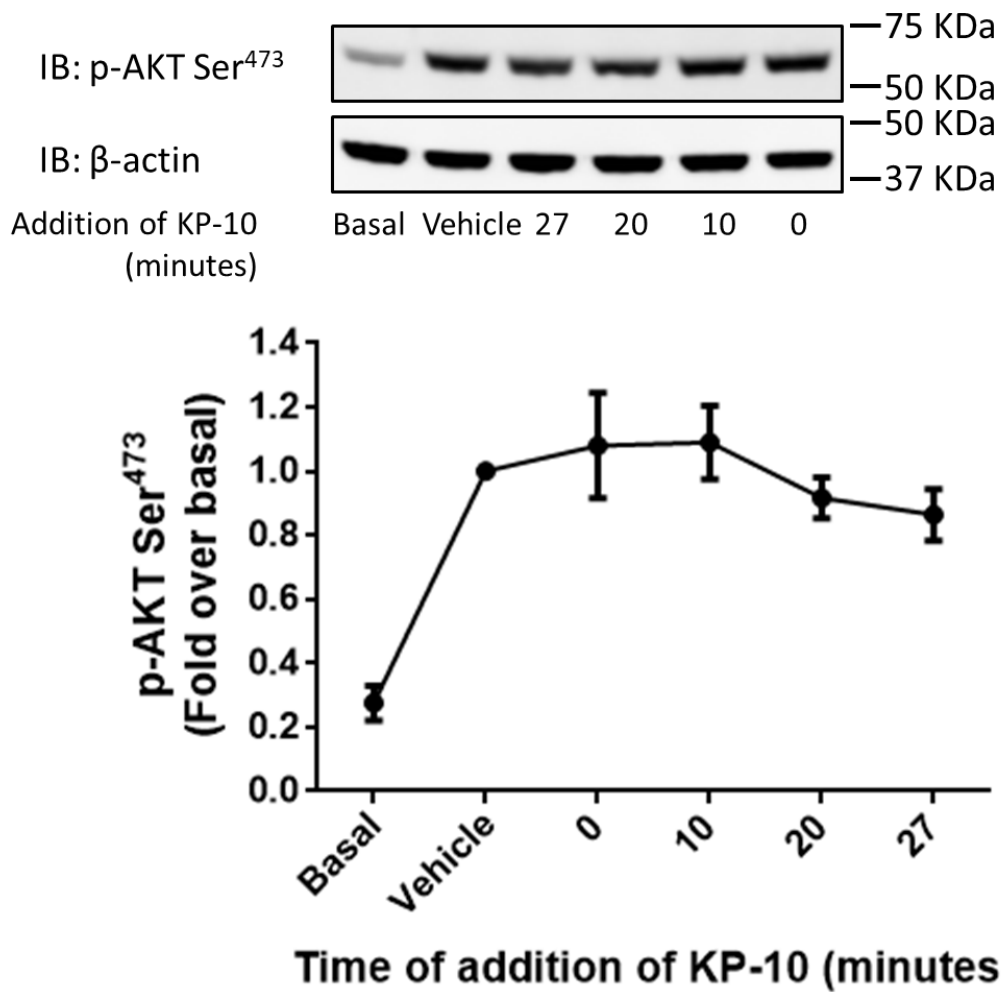 75 KDa
IB: p-AKT Ser473
50 KDa
50 KDa
IB: β-actin
37 KDa
Addition of KP-10 Basal Vehicle 27 20 10 0
(minutes)
1.4
1.2
1.0
0.8
0.6
0.4
0.2
0.0
p-AKT Ser473
(Fold over basal)
Basal Vehicle 0 10 20 27
Time of addition of KP-10 (minutes